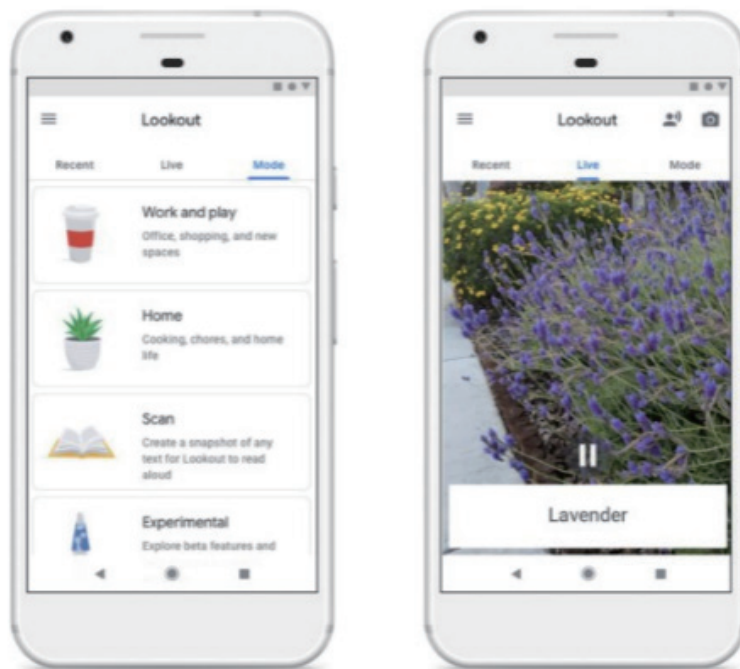 Lookout
Recent Live Mode
Work and play
Office, shopping, and new
spaces
Home
Cooking, chores, and home
life
Scan
Create a snapshot of any
text for Lookout to read
aloud
Experimental
Explore beta features and
Lookout
Recent Live Mode
Lavender